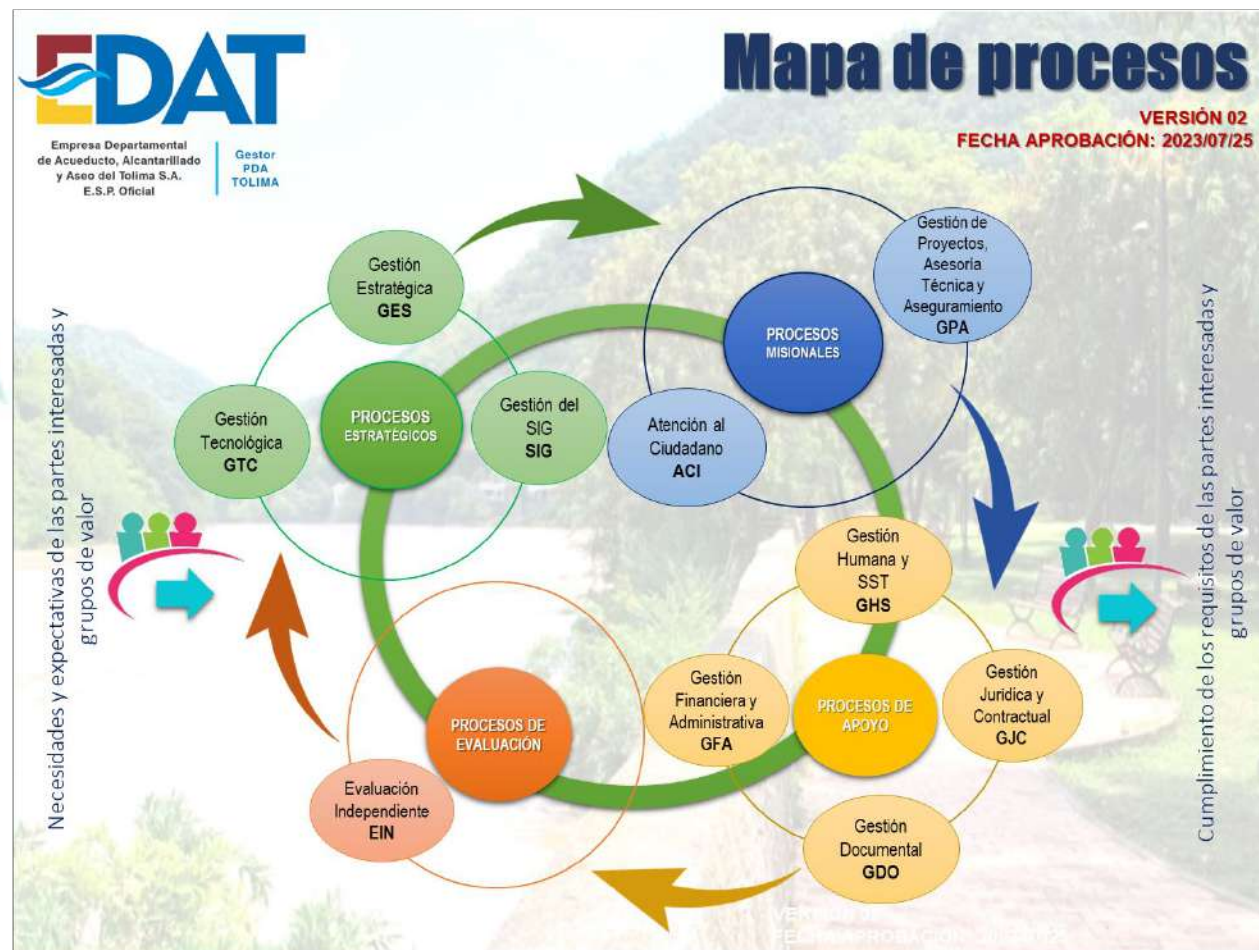 EDAT
Empresa Departamental
de Acueducto, Alcantarillado
y Aseo del Tolima S.A.
E.S.P. Oficial
Gestor
PDA
TOLIMA
Mapa de procesos
VERSIÓN 02
FECHA APROBACIÓN: 2023/07/25
Necesidades y expectativas de las partes interesadas y
grupos de valor
Gestión
Estratégica
GES
Gestión
Tecnológica
GTC
PROCESOS
ESTRATÉGICOS
Gestión del
SIG
SIG
PROCESOS
MISIONALES
Gestión de
Proyectos,
Asesoría
Técnica y
Aseguramiento
GPA
Atención al
Ciudadano
ACI
Gestión
Humana y
SST
GHS
Gestión
Financiera y
Administrativa
GFA
PROCESOS DE
APOYO
Gestión
Jurídica y
Contractual
GJC
Gestión
Documental
GDO
PROCESOS DE
EVALUACIÓN
Evaluación
Independiente
EIN
Cumplimiento de los requisitos de las partes interesadas y
grupos de valor